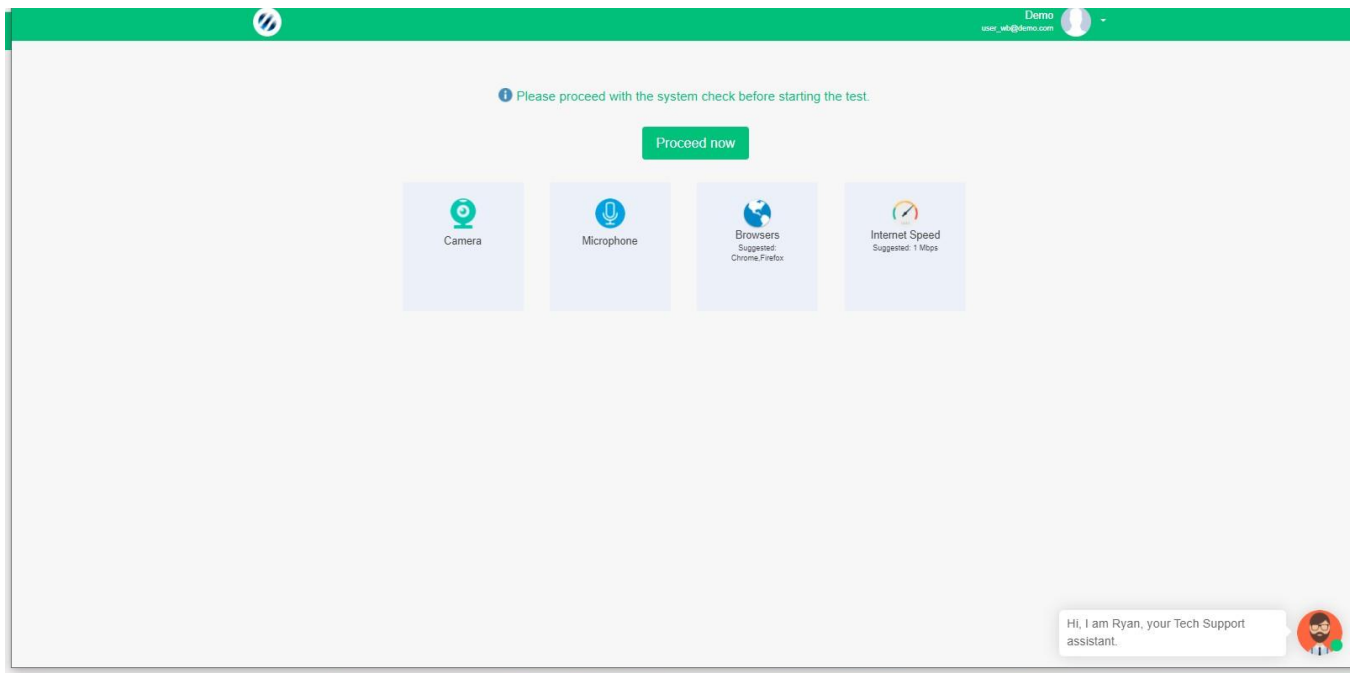 Demo
user_wb@demo.com
Please proceed with the system check before starting the test.
Proceed now
Camera
Microphone
Browsers
Suggested:
Chrome,Firefox
Internet Speed
Suggested: 1 Mbps
Hi, I am Ryan, your Tech Support
assistant.